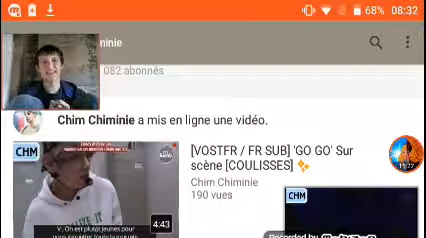 68% 08:32
minie
082 abonnés
Chim Chiminie a mis en ligne une vidéo.
CHM
[VOSTFR / FR SUB] 'GO GO' Sur
scène [COULISSES] ✨
Chim Chiminie
190 vues
V : On est plutôt jeunes pour
4:43
CHM
Recorded by